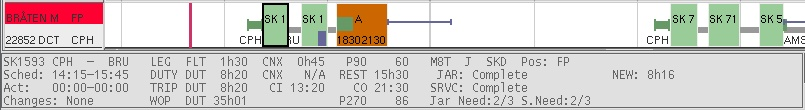 BRÅTEN M FF SK 1 SK 1 A SK 7 SK 71 SK 5
22852 DCT CPH CPH RU 18302130 CPH AMS
SK1593 CPH – BRU LEG FLT 1h30 CNX 0h45 P90 60 M8T J SKD Pos: FP
Sched: 14:15–15:45 DUTY DUT 8h20 CNX N/A REST 15h30 JAR: Complete NEW: 8h16
Act: 00:00–00:00 TRIP DUT 8h20 CI 13:20 CO 21:30 SRVC: Complete
Changes: None WOP DUT 35h01 P270 86 Jar Need:2/3 S.Need:2/3